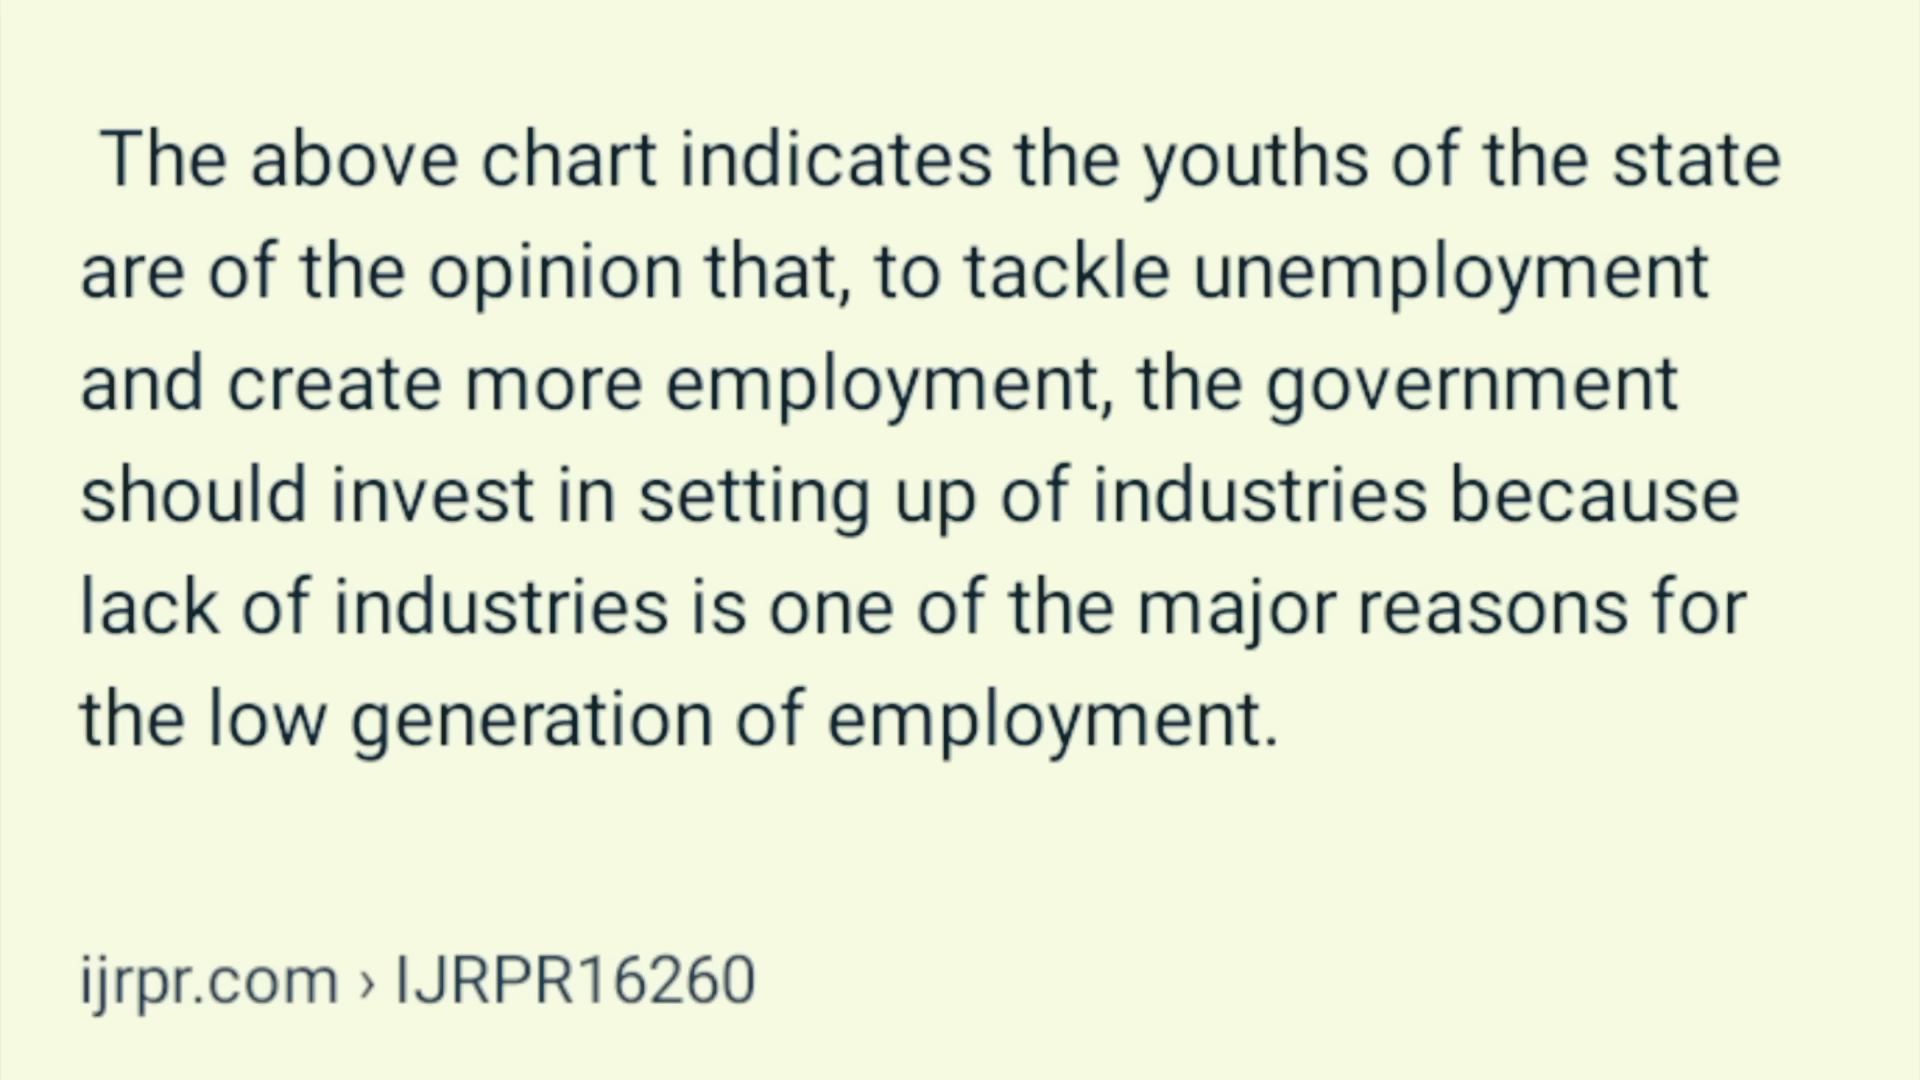 The above chart indicates the youths of the state
are of the opinion that, to tackle unemployment
and create more employment, the government
should invest in setting up of industries because
lack of industries is one of the major reasons for
the low generation of employment.
ijrpr.com › IJRPR16260